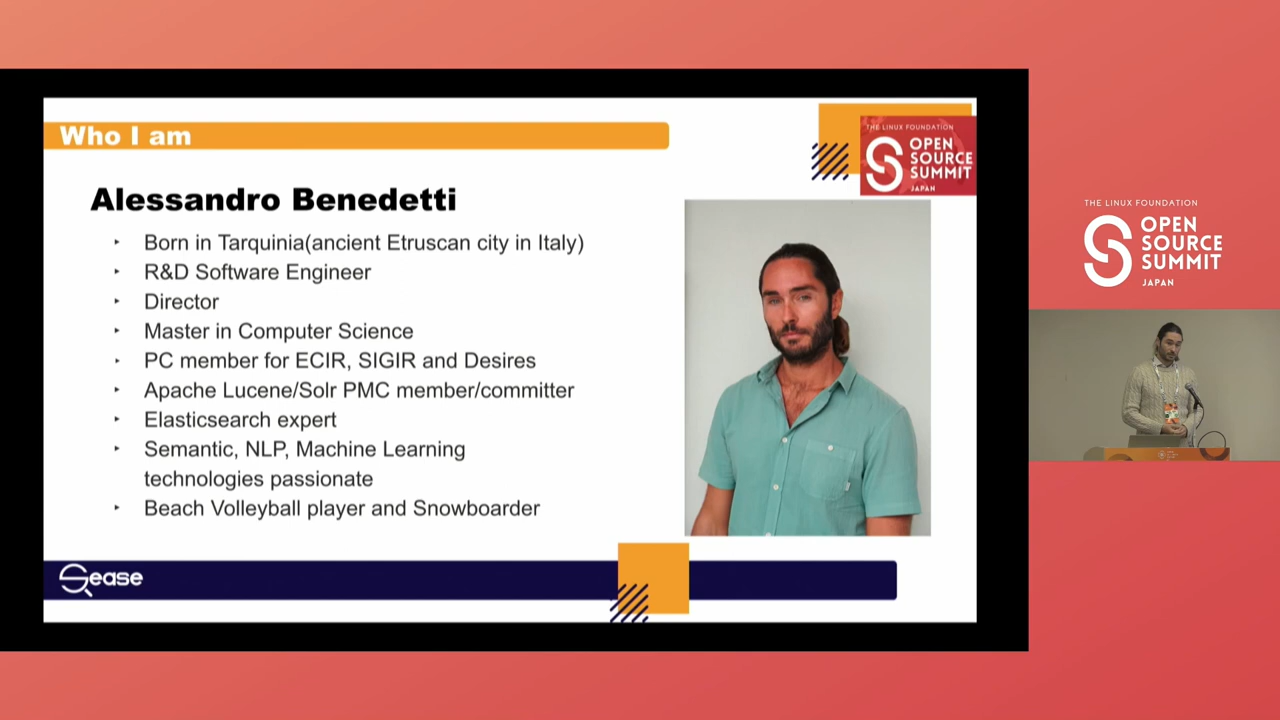 Who I am
THE LINUX FOUNDATION
OPEN
SOURCE
SUMMIT
JAPAN
Alessandro Benedetti
Born in Tarquinia(ancient Etruscan city in Italy)
R&D Software Engineer
Director
Master in Computer Science
PC member for ECIR, SIGIR and Desires
Apache Lucene/Solr PMC member/committer
Elasticsearch expert
Semantic, NLP, Machine Learning
technologies passionate
Beach Volleyball player and Snowboarder
Sease
THE LINUX FOUNDATION
OPEN
SOURCE
SUMMIT
JAPAN